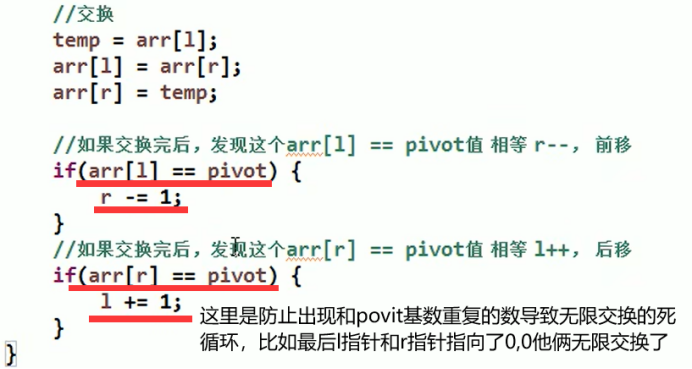 //交换
temp = arr[l];
arr[l] = arr[r];
arr[r] = temp;
//如果交换完后，发现这个arr[l] == pivot值 相等 r--, 前移
if(arr[l] == pivot) {
r -= 1;
}
//如果交换完后，发现这个arr[r] == pivot值 相等 l++, 后移
if(arr[r] == pivot) {
l += 1;
}
}
这里是防止出现和povit基数重复的数导致无限交换的死
循环，比如最后l指针和r指针指向了0,0他俩无限交换了